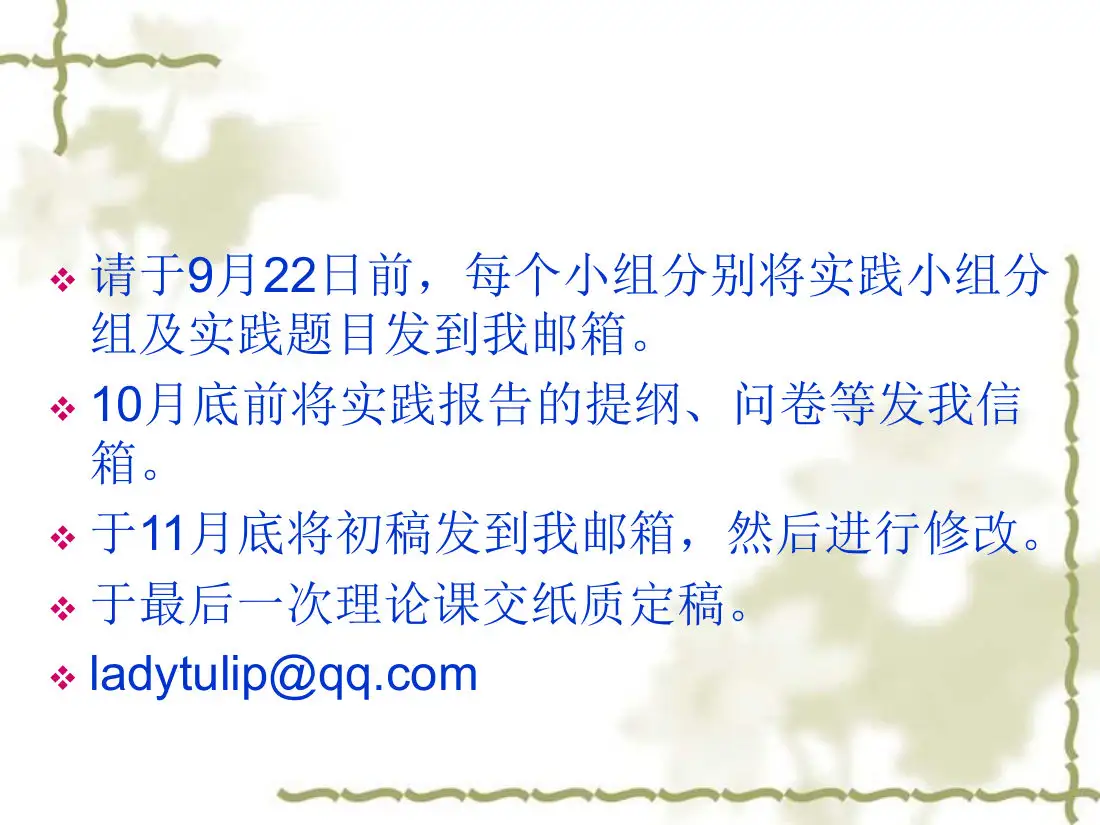 请于9月22日前，每个小组分别将实践小组分
组及实践题目发到我邮箱。
10月底前将实践报告的提纲、问卷等发我信
箱。
于11月底将初稿发到我邮箱，然后进行修改。
于最后一次理论课交纸质定稿。
ladytulip@qq.com